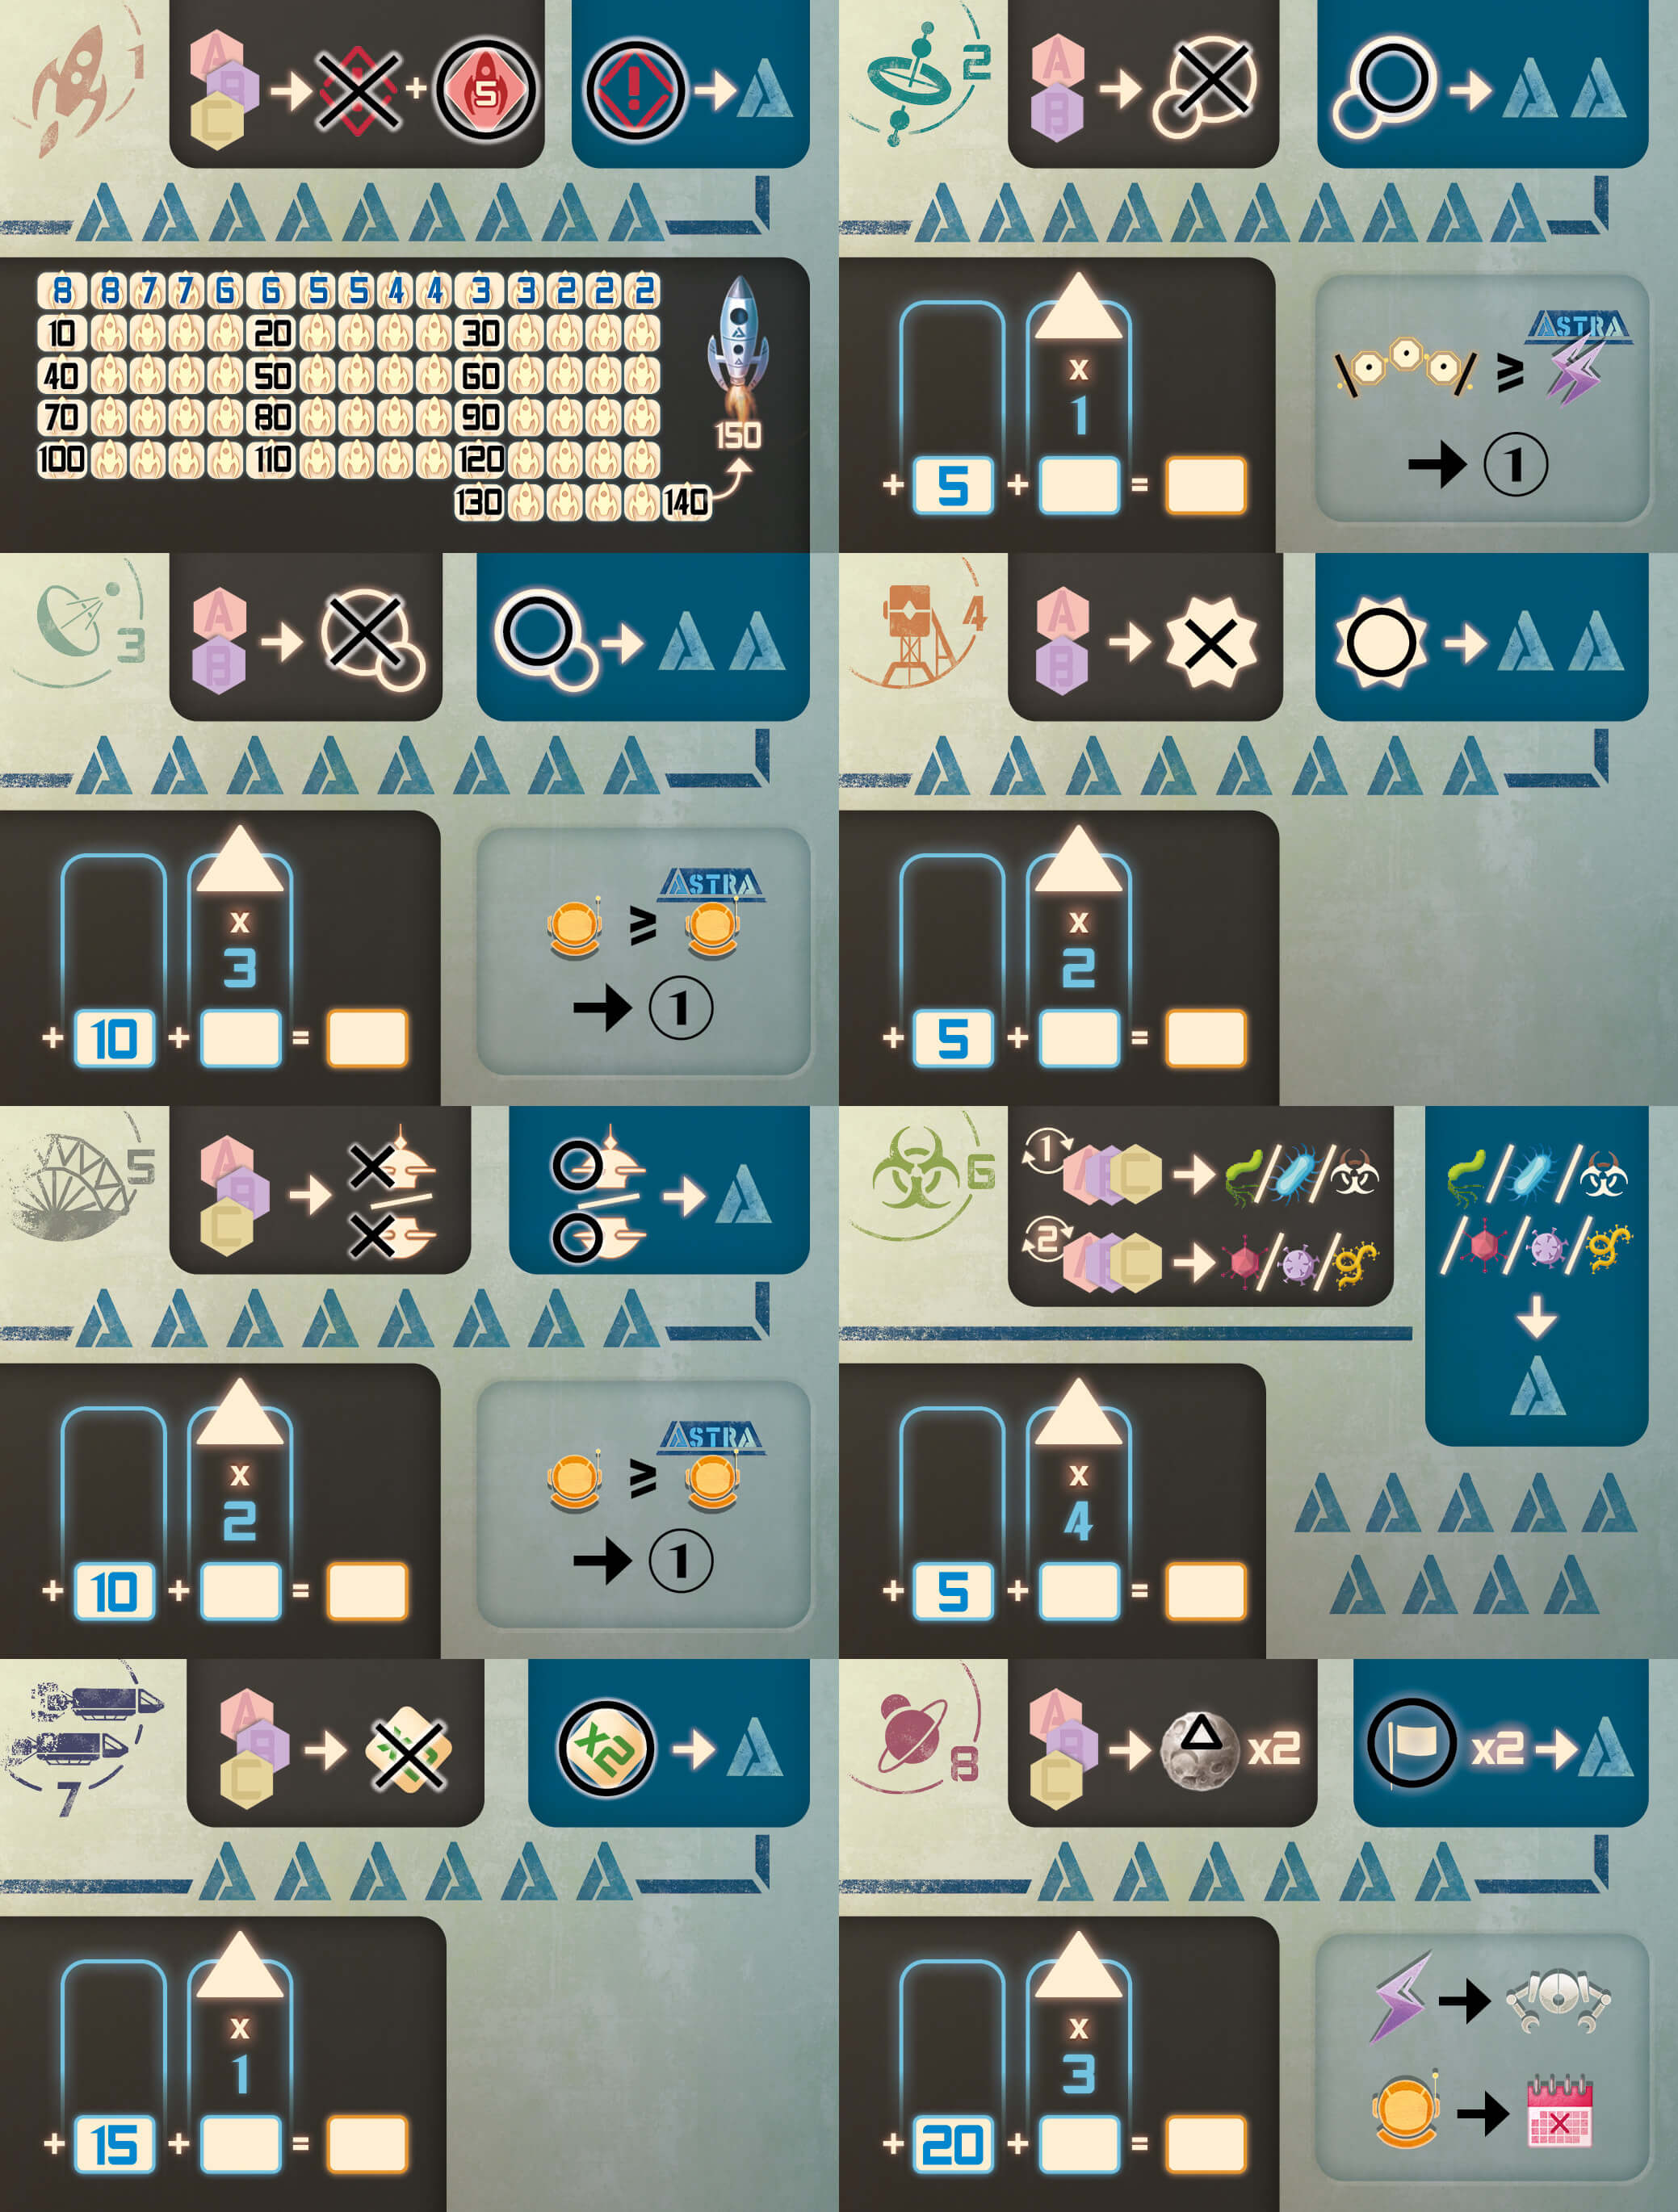 1 A B C + 5 !
8 8 7 7 6 6 5 5 4 4 3 3 2 2 2
10 20 30
40 50 60
70 80 90
100 110 120
130 140
150
2 A B
ASTRA
x
1
≥
→ 1
+ 5 + =
3 A B
x
3
ASTRA
≥
→ 1
+ 10 + =
4 A B
x
2
+ 5 + =
5 A B C
x
2
ASTRA
≥
→ 1
+ 10 + =
6 1 A B C
2 A B C
x
4
+ 5 + =
7 A B C X2
x
1
+ 15 + =
8 A B C x2 x2
x
3
+ 20 + =